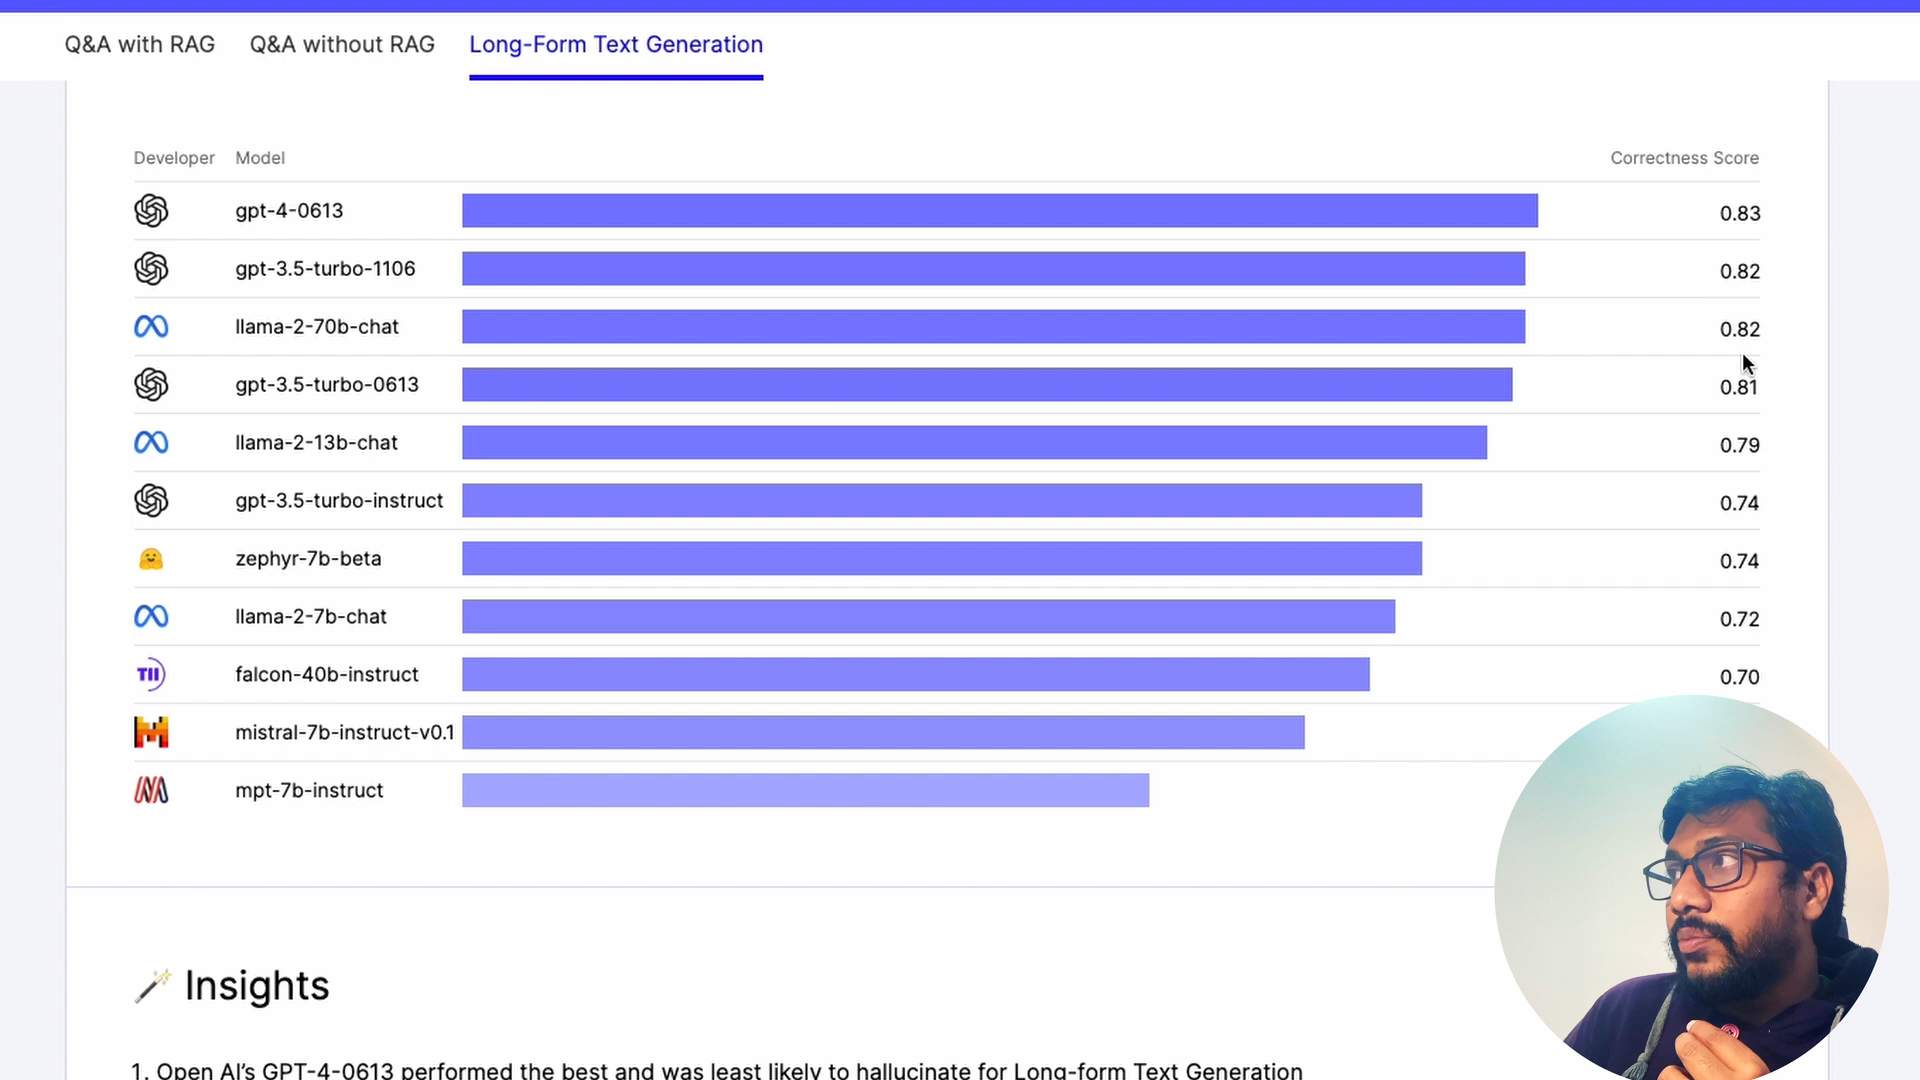 Q&A with RAG Q&A without RAG Long-Form Text Generation
Developer Model Correctness Score
gpt-4-0613 0.83
gpt-3.5-turbo-1106 0.82
llama-2-70b-chat 0.82
gpt-3.5-turbo-0613 0.81
llama-2-13b-chat 0.79
gpt-3.5-turbo-instruct 0.74
zephyr-7b-beta 0.74
llama-2-7b-chat 0.72
TII falcon-40b-instruct 0.70
mistral-7b-instruct-v0.1
mpt-7b-instruct
Insights
1. Open AI's GPT-4-0613 performed the best and was least likely to hallucinate for Long-form Text Generation